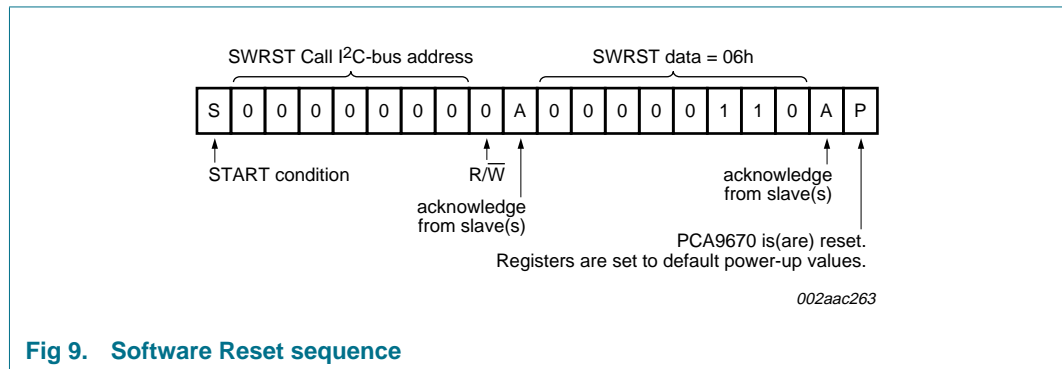 SWRST Call I²C-bus address SWRST data = 06h
S 0 0 0 0 0 0 0 0 A 0 0 0 0 0 1 1 0 A P
START condition R/W̅ acknowledge
from slave(s)
acknowledge
from slave(s)
PCA9670 is(are) reset.
Registers are set to default power-up values.
002aac263
Fig 9. Software Reset sequence